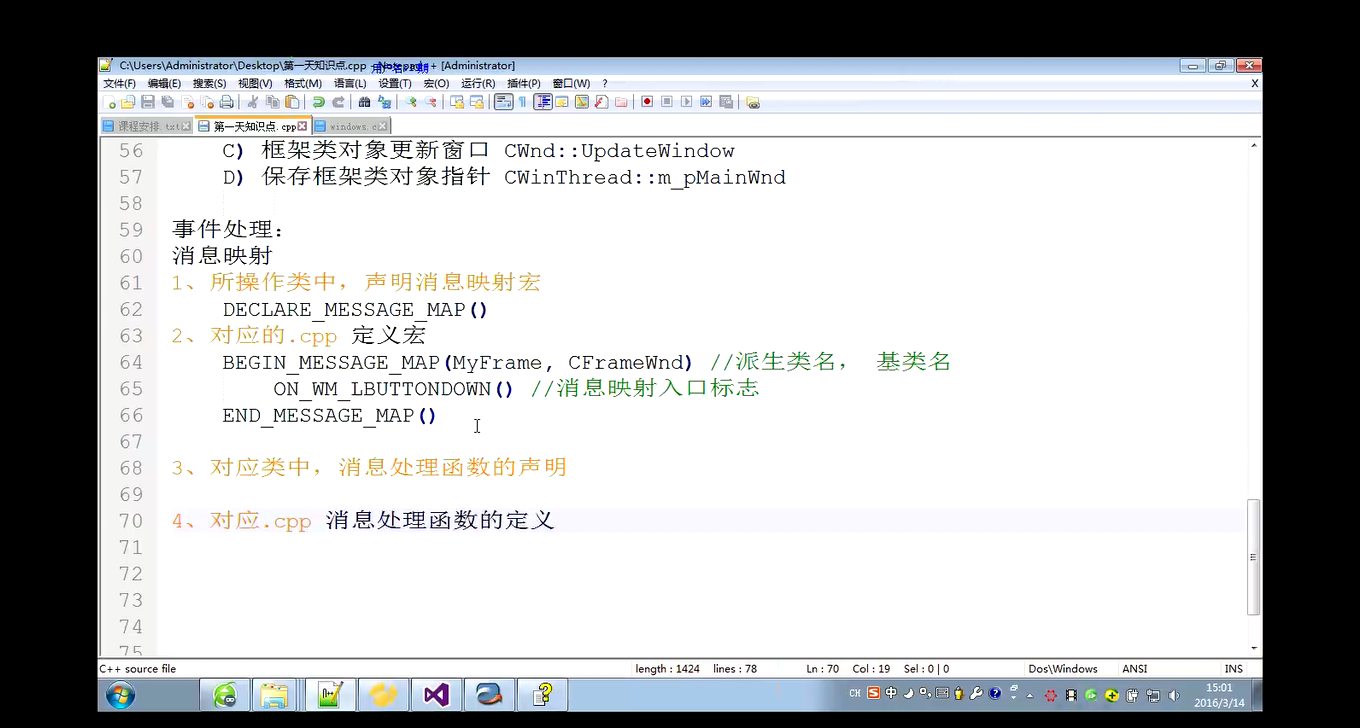 C:\Users\Administrator\Desktop\第一天知识点.cpp - Notepad++ [Administrator]
文件(F) 编辑(E) 搜索(S) 视图(V) 格式(M) 语言(L) 设置(T) 宏(O) 运行(R) 插件(P) 窗口(W) ? X
课程安排.txt 第一天知识点.cpp windows.c
56 C) 框架类对象更新窗口 CWnd::UpdateWindow
57 D) 保存框架类对象指针 CWinThread::m_pMainWnd
58
59 事件处理:
60 消息映射
61 1、所操作类中，声明消息映射宏
62 DECLARE_MESSAGE_MAP()
63 2、对应的.cpp 定义宏
64 BEGIN_MESSAGE_MAP(MyFrame, CFrameWnd) //派生类名， 基类名
65 ON_WM_LBUTTONDOWN() //消息映射入口标志
66 END_MESSAGE_MAP()
67
68 3、对应类中，消息处理函数的声明
69
70 4、对应.cpp 消息处理函数的定义
71
72
73
74
75
C++ source file length : 1424 lines : 78 Ln : 70 Col : 19 Sel : 0 | 0 Dos\Windows ANSI INS
CH 中 15:01
2016/3/14